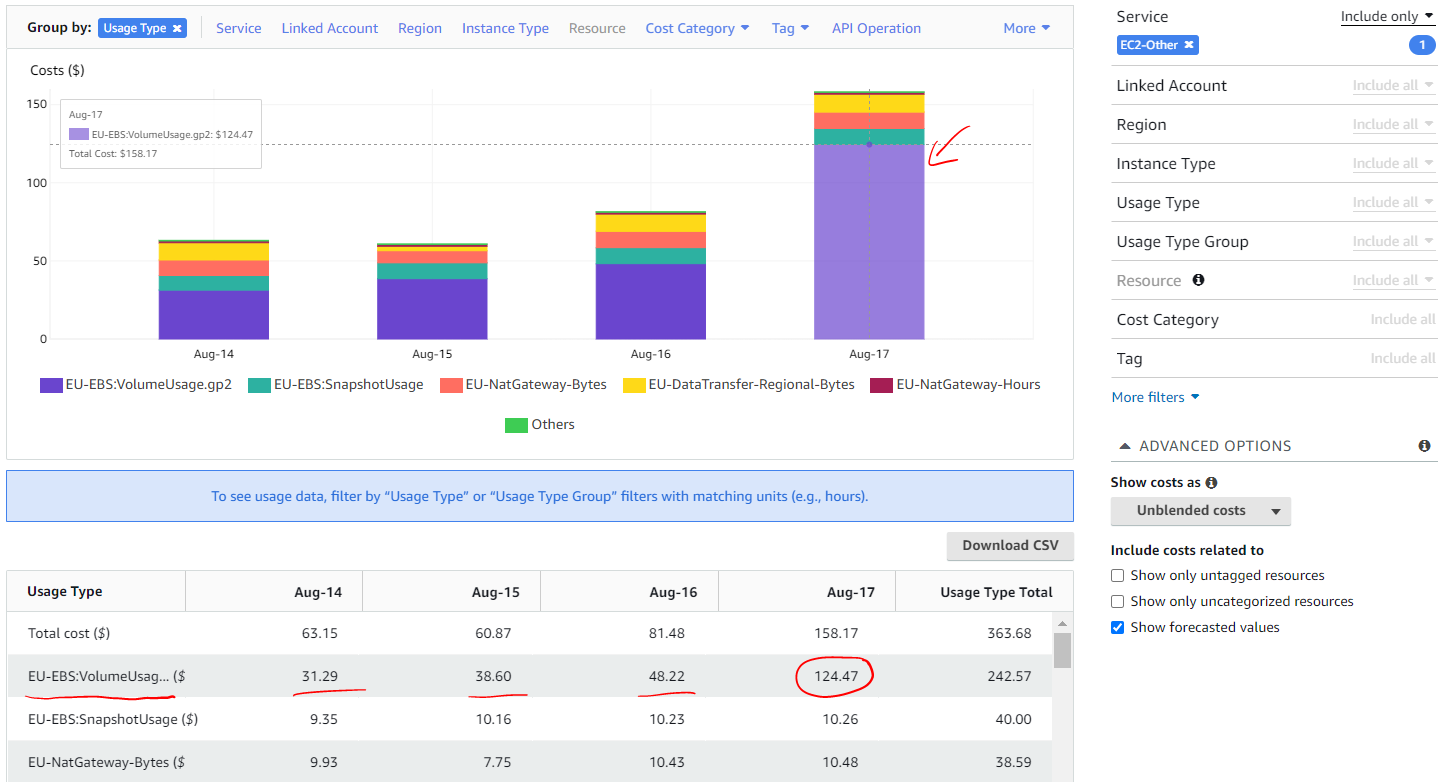 Group by: Usage Type ✖ Service Linked Account Region Instance Type Resource Cost Category Tag API Operation More
Costs ($)
150
100
50
0
Aug-17
EU-EBS:VolumeUsage.gp2: $124.47
Total Cost: $158.17
Aug-14 Aug-15 Aug-16 Aug-17
EU-EBS:VolumeUsage.gp2 EU-EBS:SnapshotUsage EU-NatGateway-Bytes EU-DataTransfer-Regional-Bytes EU-NatGateway-Hours
Others
To see usage data, filter by “Usage Type” or “Usage Type Group” filters with matching units (e.g., hours).
Download CSV
Usage Type Aug-14 Aug-15 Aug-16 Aug-17 Usage Type Total
Total cost ($) 63.15 60.87 81.48 158.17 363.68
EU-EBS:VolumeUsag... ($ 31.29 38.60 48.22 124.47 242.57
EU-EBS:SnapshotUsage ($) 9.35 10.16 10.23 10.26 40.00
EU-NatGateway-Bytes ($ 9.93 7.75 10.43 10.48 38.59
Service Include only
EC2-Other ✖ 1
Linked Account Include all
Region Include all
Instance Type Include all
Usage Type Include all
Usage Type Group Include all
Resource Include all
Cost Category Include all
Tag Include all
More filters
ADVANCED OPTIONS
Show costs as
Unblended costs
Include costs related to
Show only untagged resources
Show only uncategorized resources
Show forecasted values